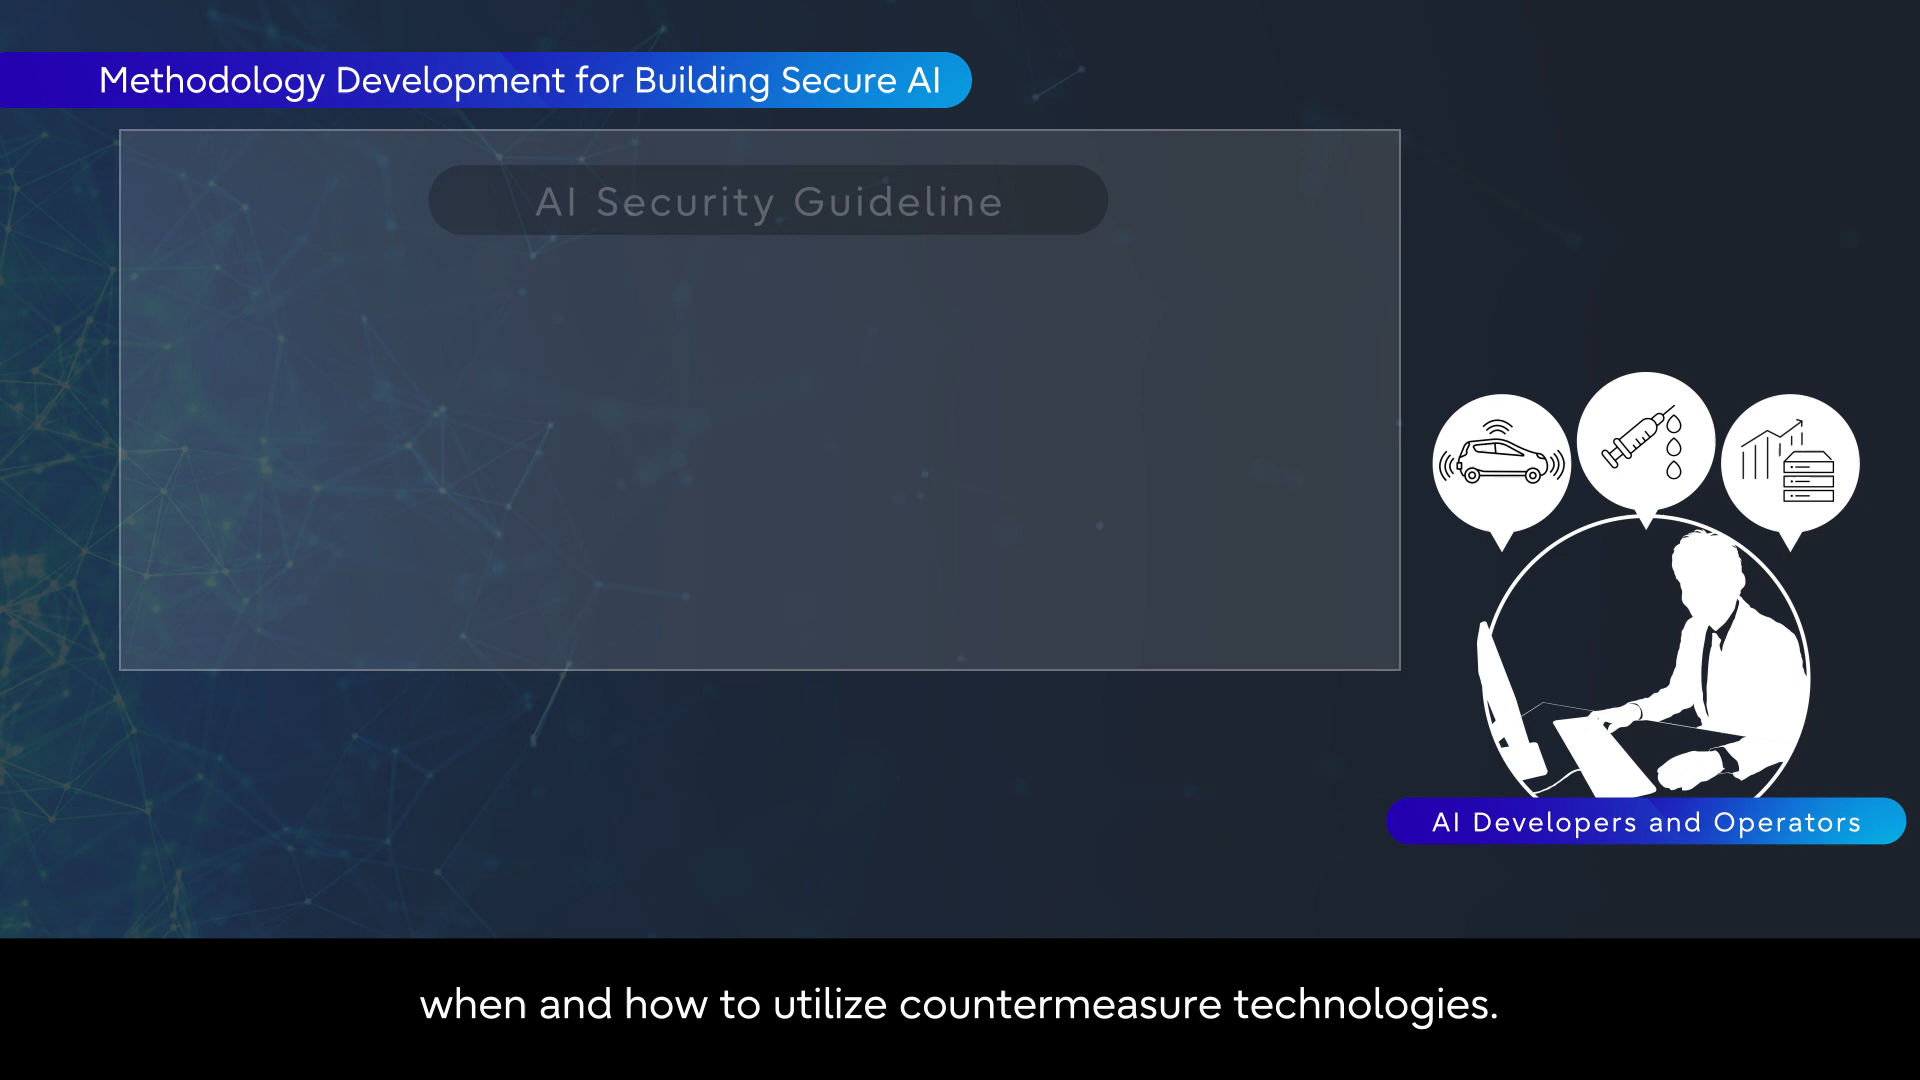 Methodology Development for Building Secure AI
AI Security Guideline
AI Developers and Operators
when and how to utilize countermeasure technologies.